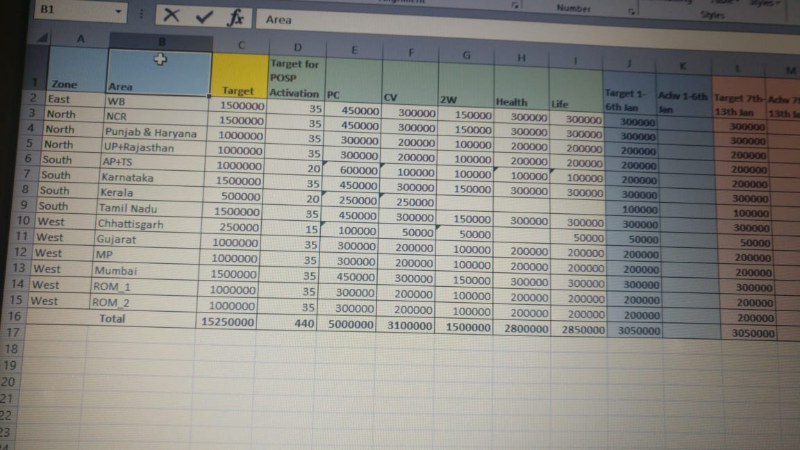 B1 fx Area
Alignment Number Styles
A B C D E F G H I J K L M
1 Zone Area Target Target for POSP Activation PC CV 2W Health Life Target 1-6th Jan Achv 1-6th Jan Target 7th-13th Jan Achv
2 East WB 1500000 35 450000 300000 150000 300000 300000 300000 300000
3 North NCR 1500000 35 450000 300000 150000 300000 300000 300000 300000
4 North Punjab & Haryana 1000000 35 300000 200000 100000 200000 200000 200000 200000
5 North UP+Rajasthan 1000000 35 300000 200000 100000 200000 200000 200000 200000
6 South AP+TS 1000000 20 600000 100000 100000 100000 100000 200000 200000
7 South Karnataka 1500000 35 450000 300000 150000 300000 300000 300000 300000
8 South Kerala 500000 20 250000 250000 100000 100000
9 South Tamil Nadu 1500000 35 450000 300000 150000 300000 300000 300000 300000
10 West Chhattisgarh 250000 15 100000 50000 50000 50000 50000 50000
11 West Gujarat 1000000 35 300000 200000 100000 200000 200000 200000 200000
12 West MP 1000000 35 300000 200000 100000 200000 200000 200000 200000
13 West Mumbai 1500000 35 450000 300000 150000 300000 300000 300000 300000
14 West ROM_1 1000000 35 300000 200000 100000 200000 200000 200000 200000
15 West ROM_2 1000000 35 300000 200000 100000 200000 200000 200000 200000
16 Total 15250000 440 5000000 3100000 1500000 2800000 2850000 3050000 3050000
17
18
19
20
21
22
23